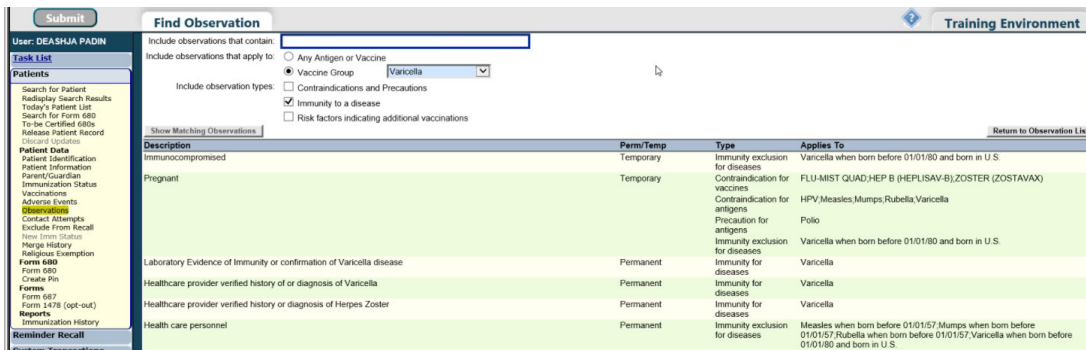 Submit
Find Observation
Training Environment
User: DEASHJA PADIN
Task List
Patients
Search for Patient
Redisplay Search Results
Today's Patient List
Search for Form 680
To-be Certified 680s
Release Patient Record
Discard Updates
Patient Data
Patient Identification
Patient Information
Parent/Guardian
Immunization Status
Vaccinations
Adverse Events
Observations
Contact Attempts
Exclude From Recall
New Imm Status
Merge History
Religious Exemption
Form 680
Form 680
Create Pin
Forms
Form 687
Form 1478 (opt-out)
Reports
Immunization History
Reminder Recall
Include observations that contain:
Include observations that apply to: Any Antigen or Vaccine
Vaccine Group Varicella
Include observation types: Contraindications and Precautions
Immunity to a disease
Risk factors indicating additional vaccinations
Show Matching Observations Return to Observation Lis
Description Perm/Temp Type Applies To
Immunocompromised Temporary Immunity exclusion Varicella when born before 01/01/80 and born in U.S.
for diseases
Pregnant Temporary Contraindication for FLU-MIST QUAD;HEP B (HEPLISAV-B);ZOSTER (ZOSTAVAX)
vaccines
Contraindication for HPV;Measles;Mumps;Rubella;Varicella
antigens
Precaution for Polio
antigens
Immunity exclusion Varicella when born before 01/01/80 and born in U.S.
for diseases
Laboratory Evidence of Immunity or confirmation of Varicella disease Permanent Immunity for Varicella
diseases
Healthcare provider verified history of or diagnosis of Varicella Permanent Immunity for Varicella
diseases
Healthcare provider verified history or diagnosis of Herpes Zoster Permanent Immunity for Varicella
diseases
Health care personnel Permanent Immunity exclusion Measles when born before 01/01/57;Mumps when born before
for diseases 01/01/57;Rubella when born before 01/01/57;Varicella when born before
01/01/80 and born in U.S.